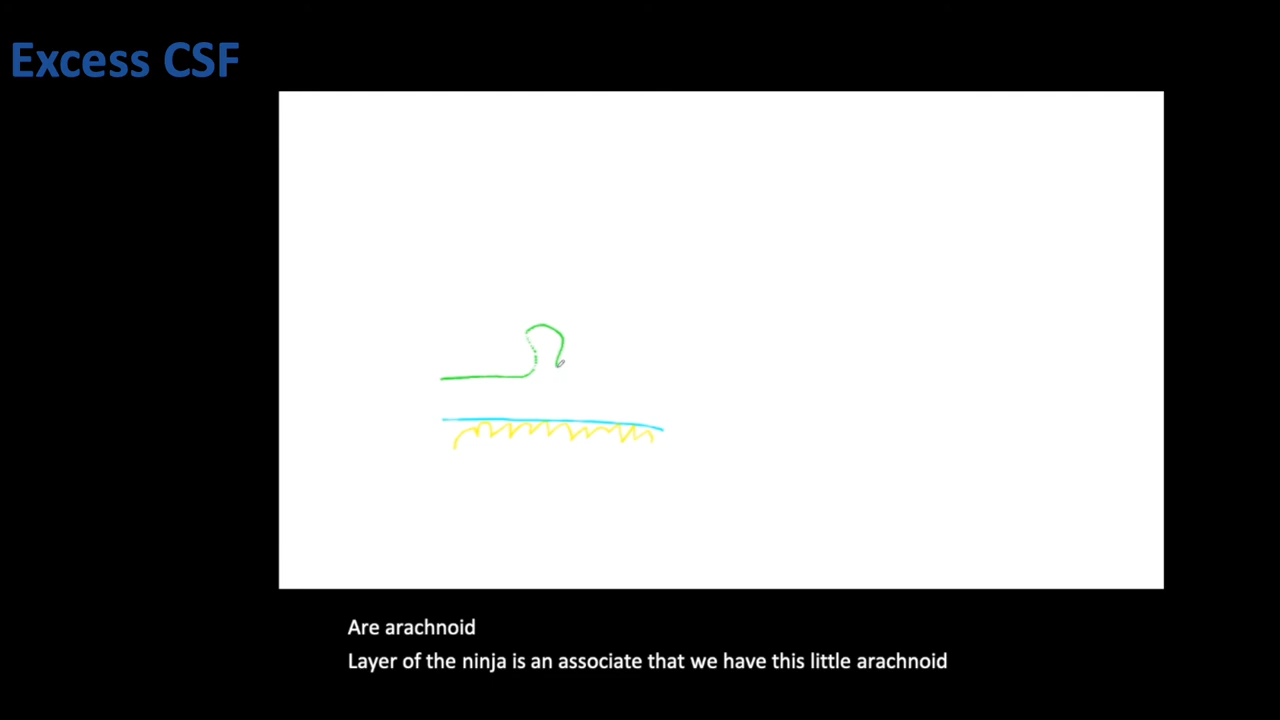 Excess CSF
Are arachnoid
Layer of the ninja is an associate that we have this little arachnoid